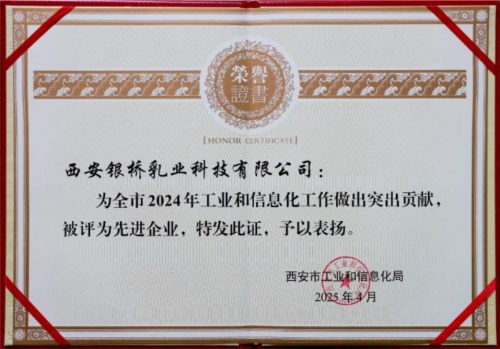 榮譽
證書
HONOR CERTIFICATE
西安银桥乳业科技有限公司：
为全市2024年工业和信息化工作做出突出贡献，
被评为先进企业，特发此证，予以表扬。
西安市工业和信息化局
2025年4月